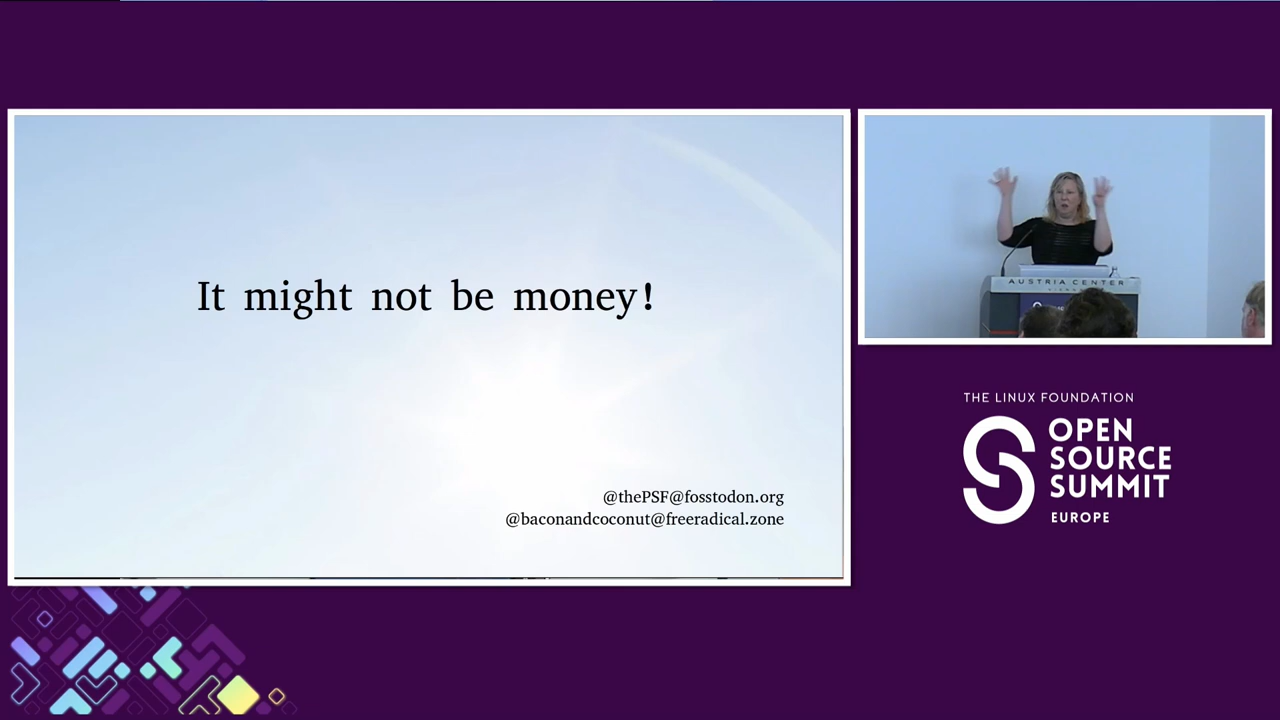 It might not be money!
@thePSF@fosstodon.org
@baconandcoconut@freeradical.zone
AUSTRIA CENTER
THE LINUX FOUNDATION
OPEN
SOURCE
SUMMIT
EUROPE